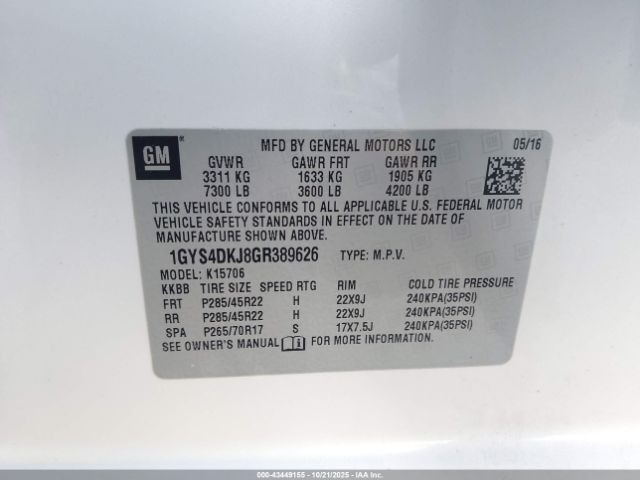 GM ®
MFD BY GENERAL MOTORS LLC 05/16
GVWR GAWR FRT GAWR RR
3311 KG 1633 KG 1905 KG
7300 LB 3600 LB 4200 LB
THIS VEHICLE CONFORMS TO ALL APPLICABLE U.S. FEDERAL MOTOR
VEHICLE SAFETY STANDARDS IN EFFECT ON THE DATE OF
MANUFACTURE SHOWN ABOVE.
1GYS4DKJ8GR389626 TYPE: M.P.V.
MODEL: K15706
KKBB TIRE SIZE SPEED RTG RIM COLD TIRE PRESSURE
FRT P285/45R22 H 22X9J 240KPA(35PSI)
RR P285/45R22 H 22X9J 240KPA(35PSI)
SPA P265/70R17 S 17X7.5J 240KPA(35PSI)
SEE OWNER'S MANUAL FOR ADDITIONAL INFORMATION.
000-43449155 - 10/21/2025 - COPYRIGHT IAA, LLC.